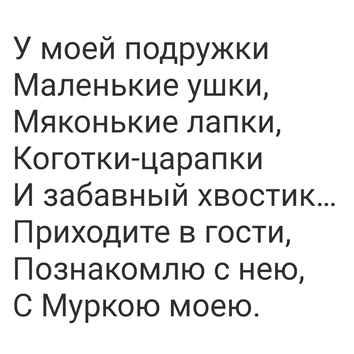 У моей подружки
Маленькие ушки,
Мяконькие лапки,
Коготки-царапки
И забавный хвостик...
Приходите в гости,
Познакомлю с нею,
С Муркою моею.